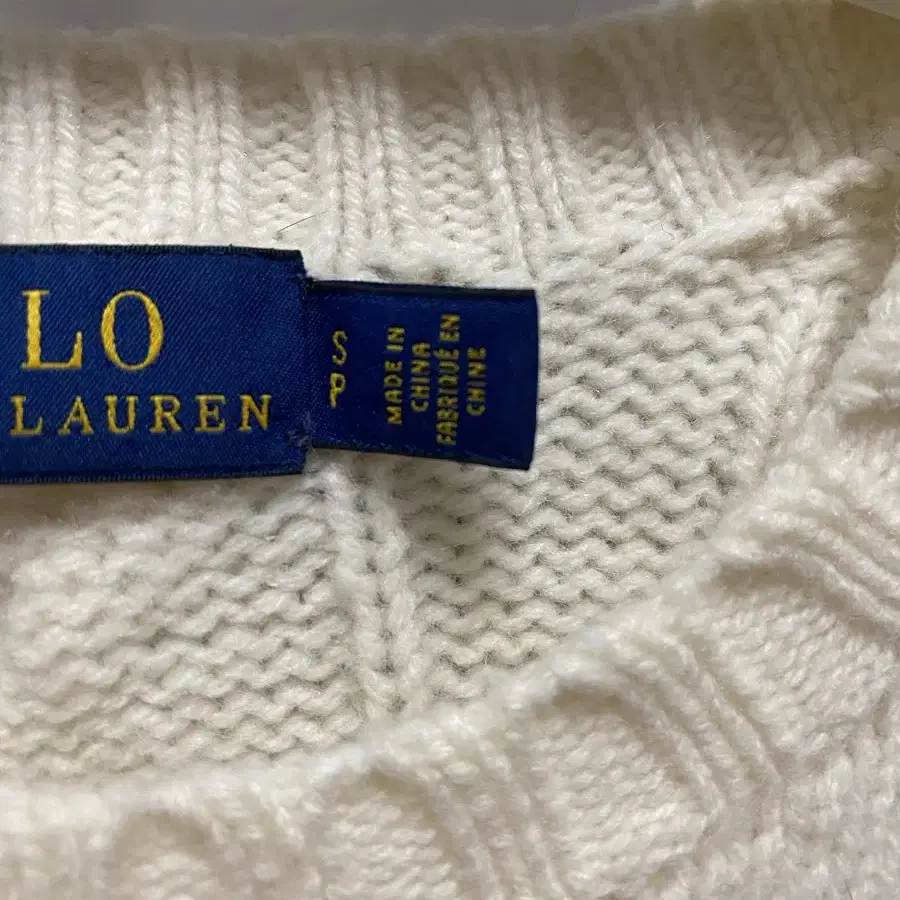 LO
LAUREN
S
P
MADE IN
CHINA
FABRIQUÉ EN
CHINE